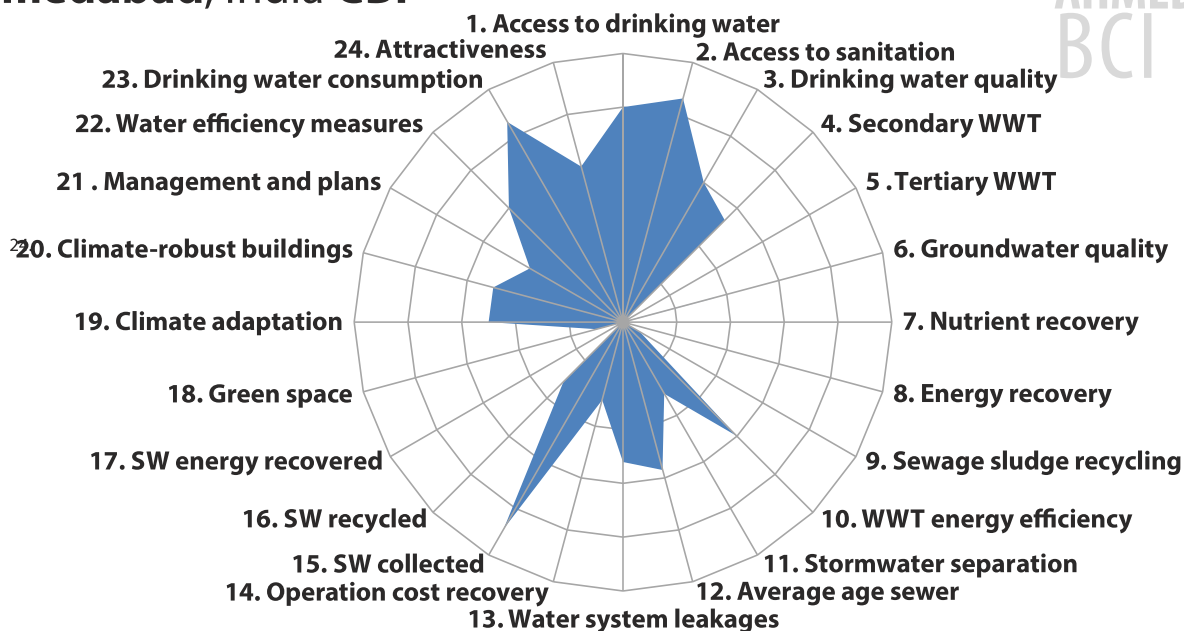 India
AHMED
BCI
1. Access to drinking water
2. Access to sanitation
3. Drinking water quality
4. Secondary WWT
5 .Tertiary WWT
6. Groundwater quality
7. Nutrient recovery
8. Energy recovery
9. Sewage sludge recycling
10. WWT energy efficiency
11. Stormwater separation
12. Average age sewer
13. Water system leakages
14. Operation cost recovery
15. SW collected
16. SW recycled
17. SW energy recovered
18. Green space
19. Climate adaptation
20. Climate-robust buildings
21 . Management and plans
22. Water efficiency measures
23. Drinking water consumption
24. Attractiveness